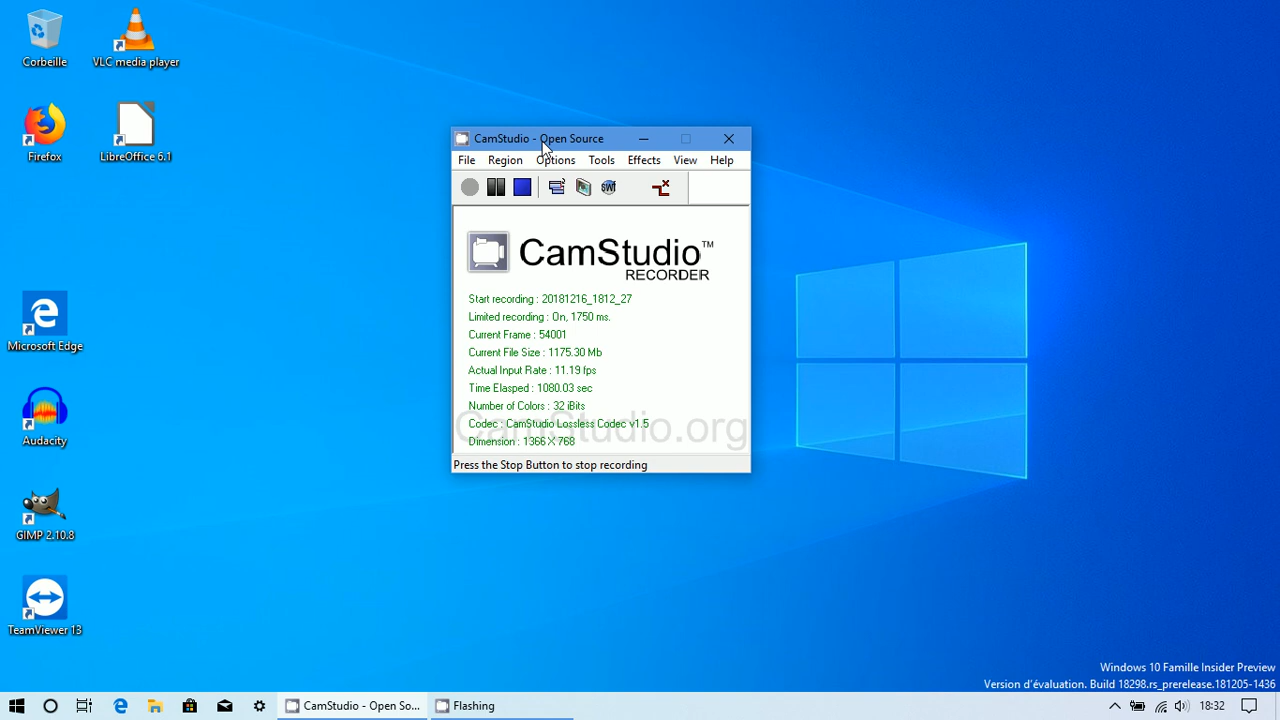 Corbeille
VLC media player
Firefox
LibreOffice 6.1
Microsoft Edge
Audacity
GIMP 2.10.8
TeamViewer 13
CamStudio - Open Source
File Region Options Tools Effects View Help
SWf
CamStudio™
RECORDER
Start recording : 20181216_1812_27
Limited recording : On, 1750 ms.
Current Frame : 54001
Current File Size : 1175.30 Mb
Actual Input Rate : 11.19 fps
Time Elasped : 1080.03 sec
Number of Colors : 32 iBits
Codec : CamStudio Lossless Codec v1.5
CamStudio.org
Dimension : 1366 X 768
Press the Stop Button to stop recording
Windows 10 Famille Insider Preview
Version d'évaluation. Build 18298.rs_prerelease.181205-1436
CamStudio - Open So...
Flashing
18:32